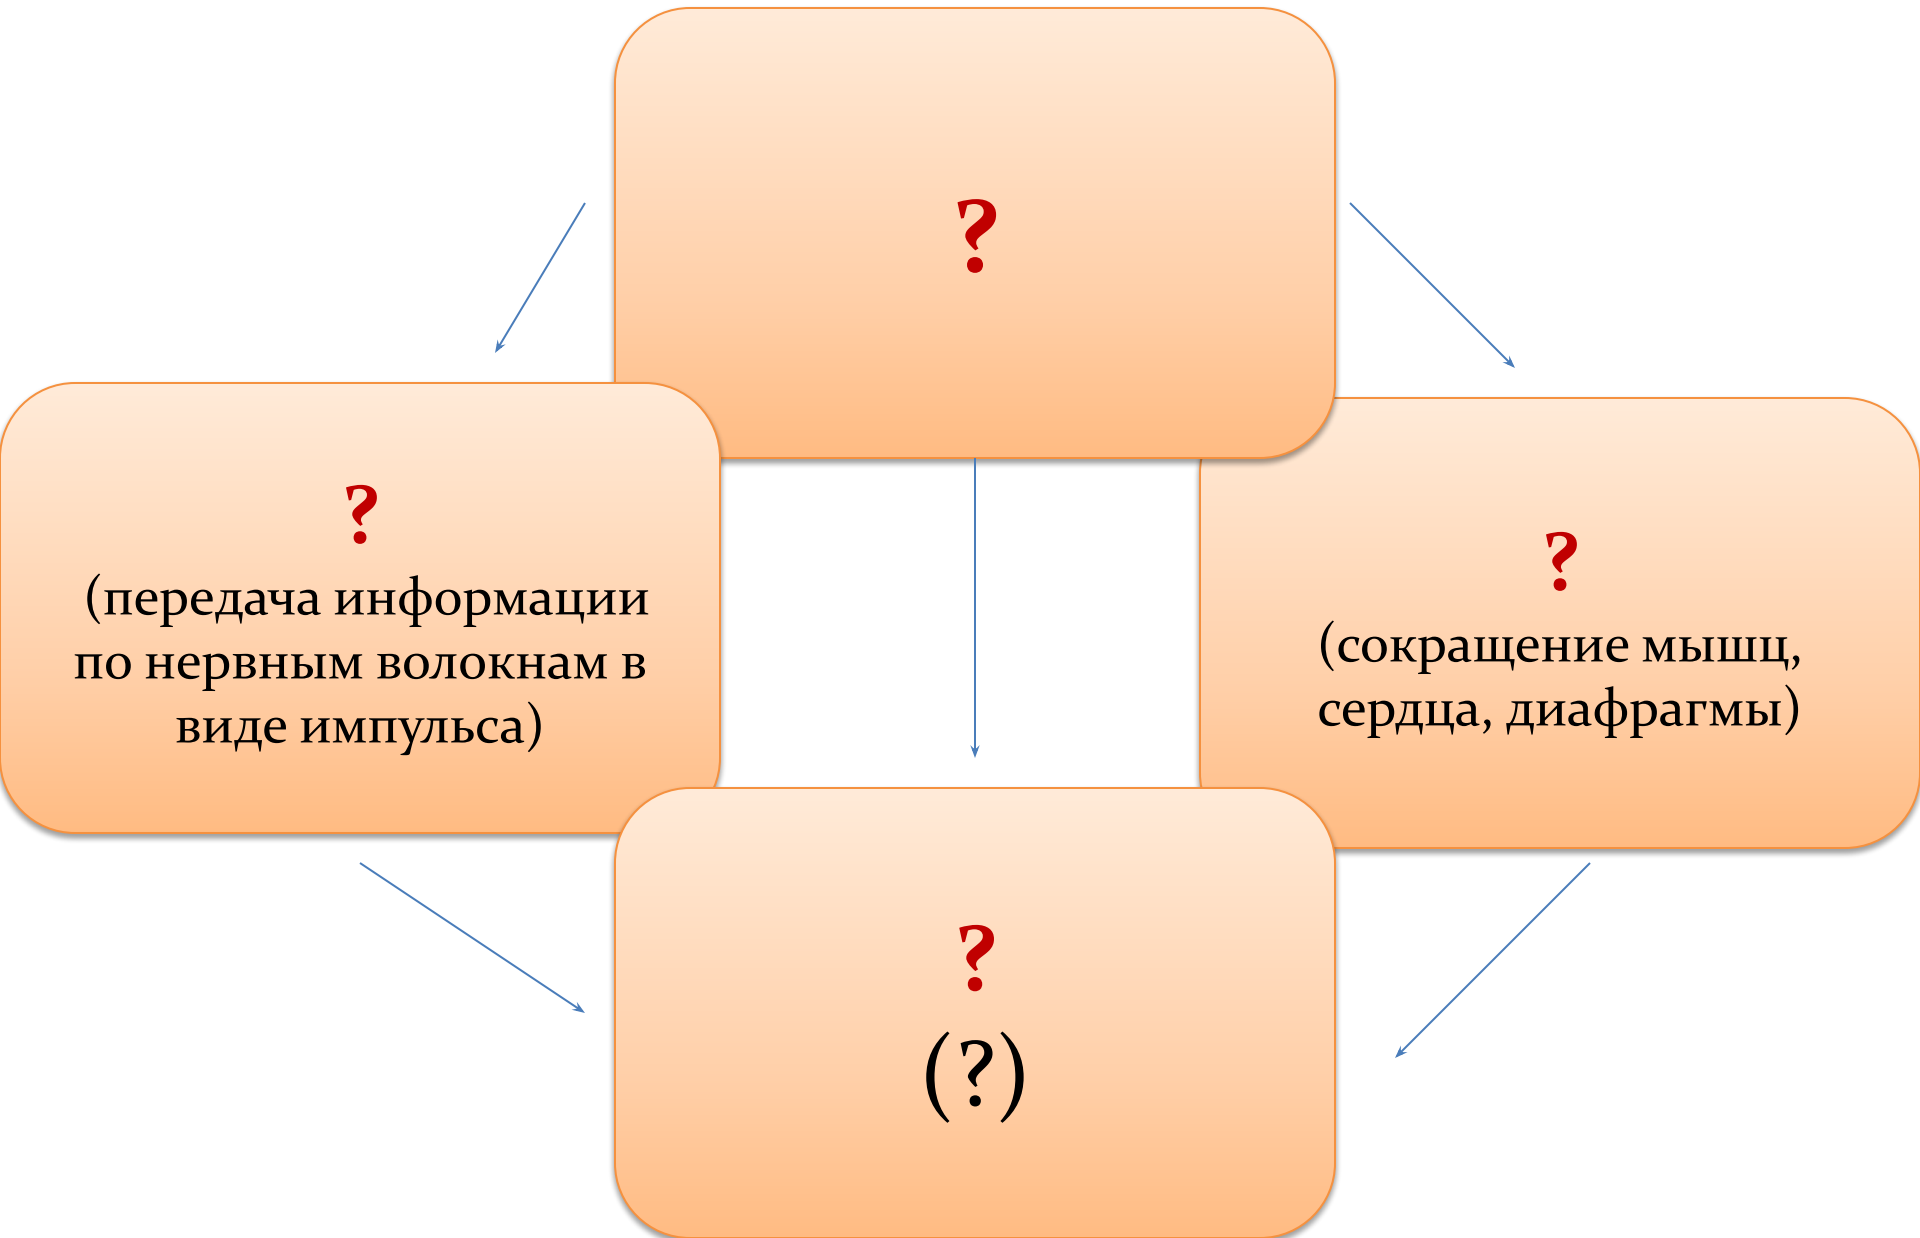 ?
?
(передача информации
по нервным волокнам в
виде импульса)
?
(сокращение мышц,
сердца, диафрагмы)
?
(?)